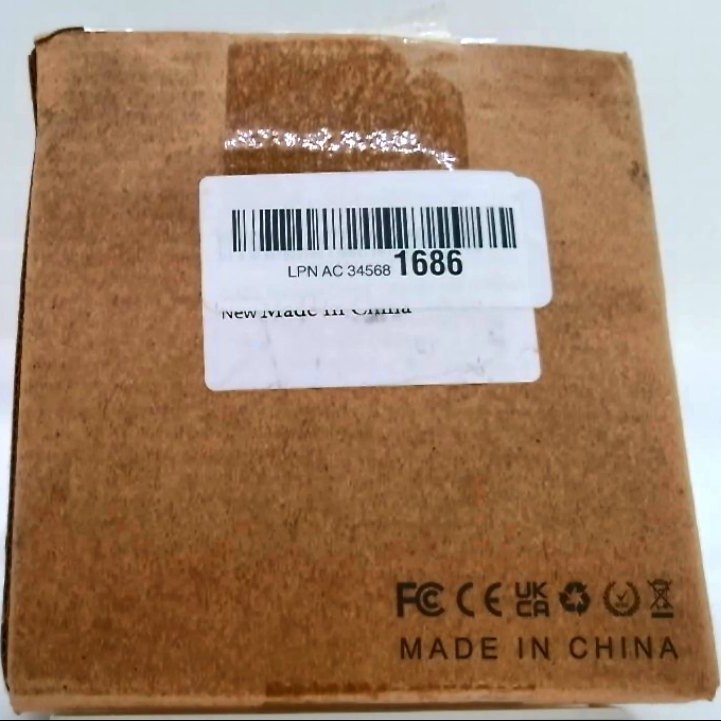 LPN AC 34568 1686
New Made in China
FC CE UK CA
MADE IN CHINA